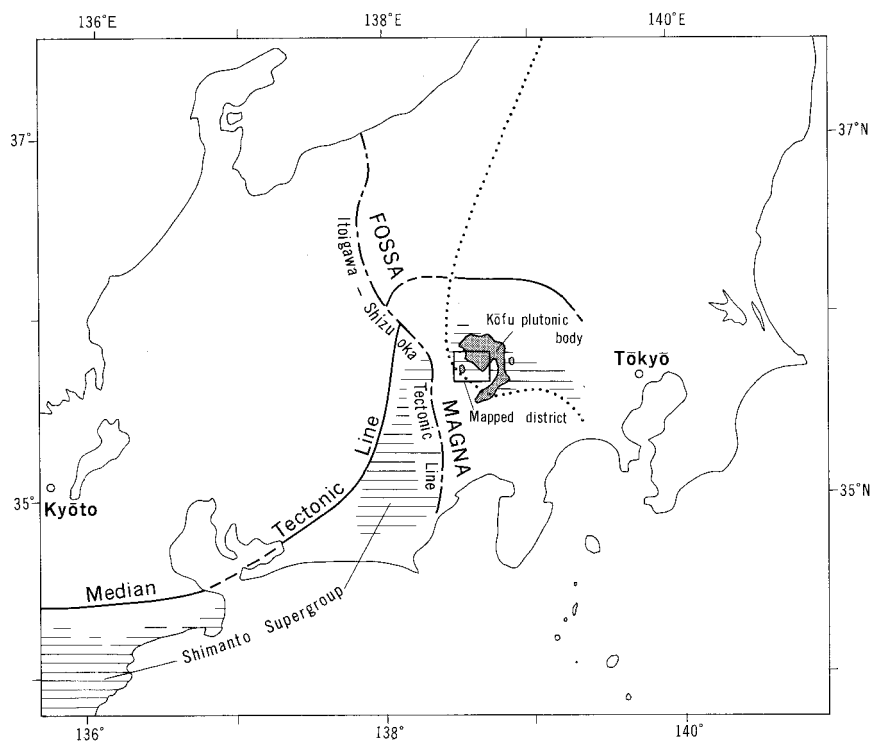 136°E 138°E 140°E
37° 37°N
FOSSA
Itoigawa – Shizuoka
Tectonic
Line
MAGNA
Kōfu plutonic
body
Tōkyō
Mapped district
35° 35°N
Kyōto
Median Tectonic Line
Shimanto Supergroup
136° 138° 140°